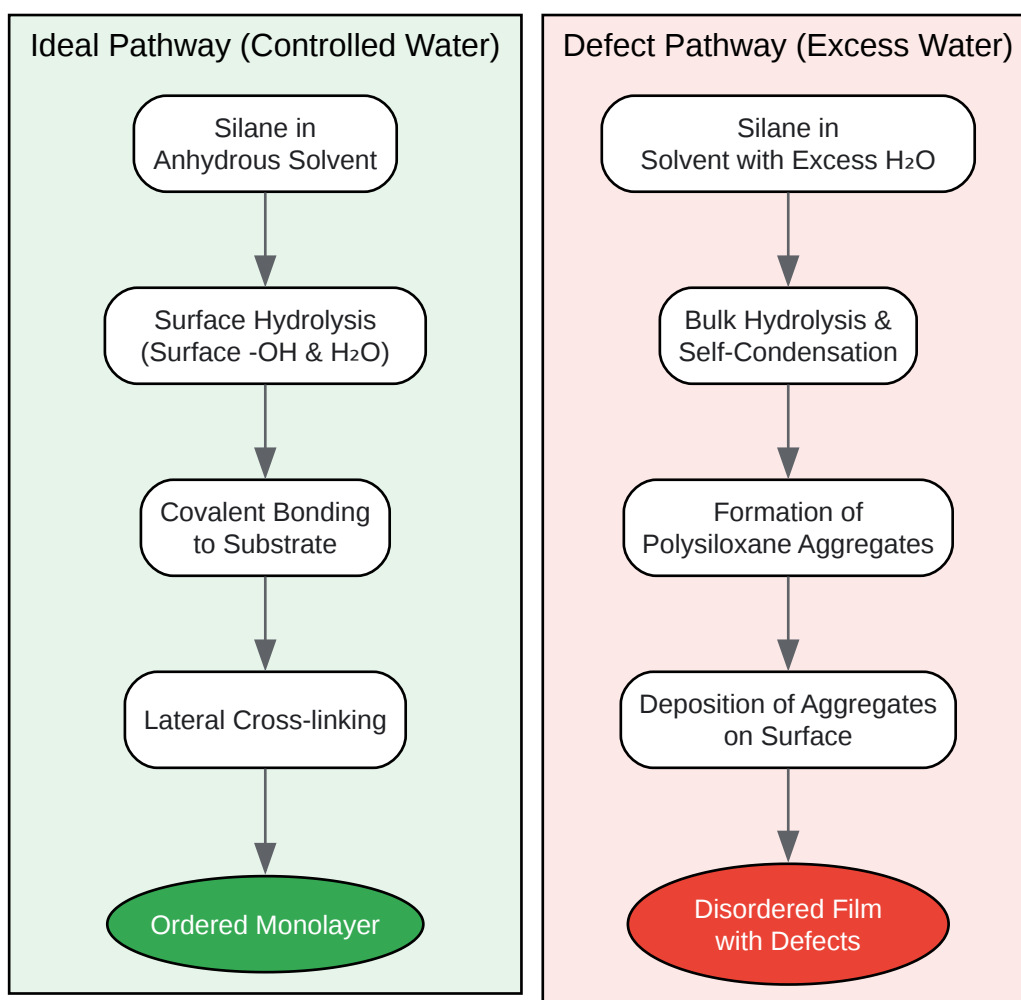 Ideal Pathway (Controlled Water)
Silane in
Anhydrous Solvent
Surface Hydrolysis
(Surface -OH & H₂O)
Covalent Bonding
to Substrate
Lateral Cross-linking
Ordered Monolayer
Defect Pathway (Excess Water)
Silane in
Solvent with Excess H₂O
Bulk Hydrolysis &
Self-Condensation
Formation of
Polysiloxane Aggregates
Deposition of Aggregates
on Surface
Disordered Film
with Defects